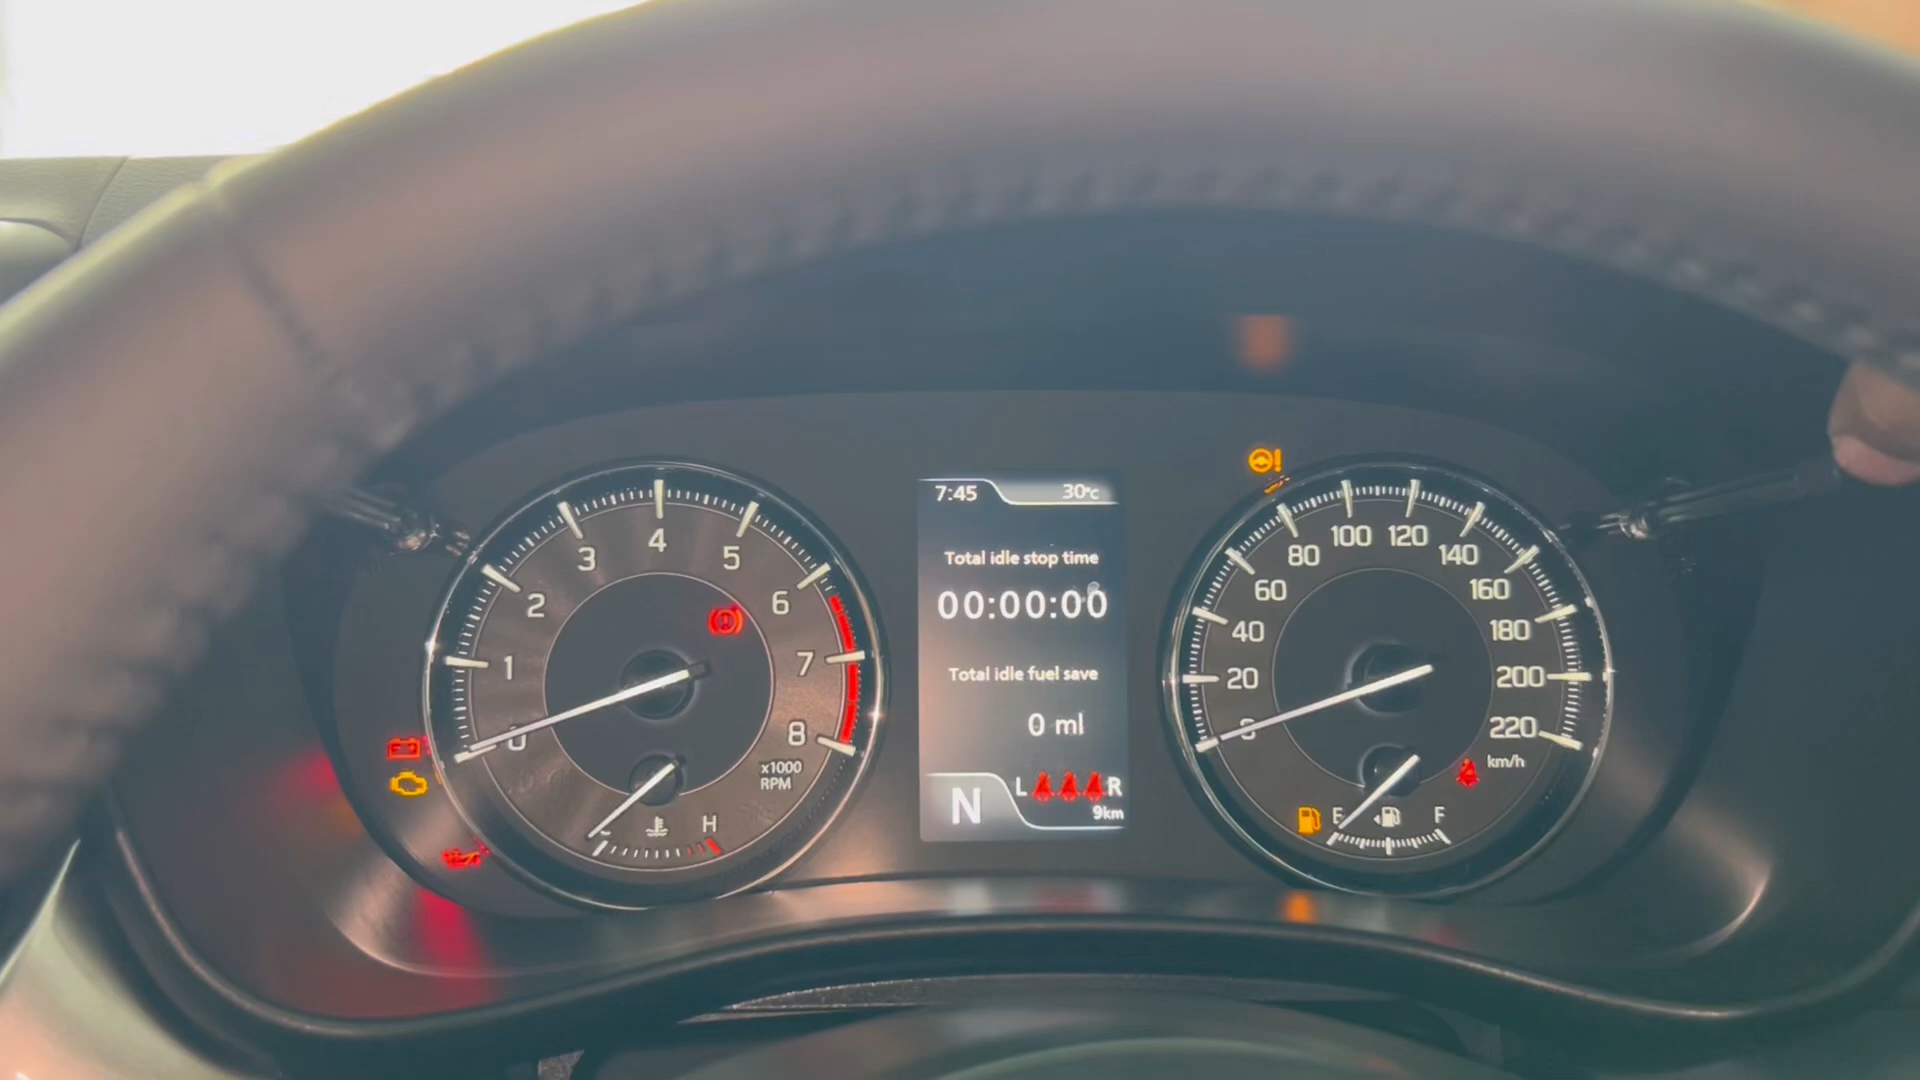 0
1
2
3
4
5
6
7
8
x1000
RPM
H
7:45
30°c
Total idle stop time
00:00:00
Total idle fuel save
0 ml
N
L R
9km
20
40
60
80
100
120
140
160
180
200
220
km/h
E
F